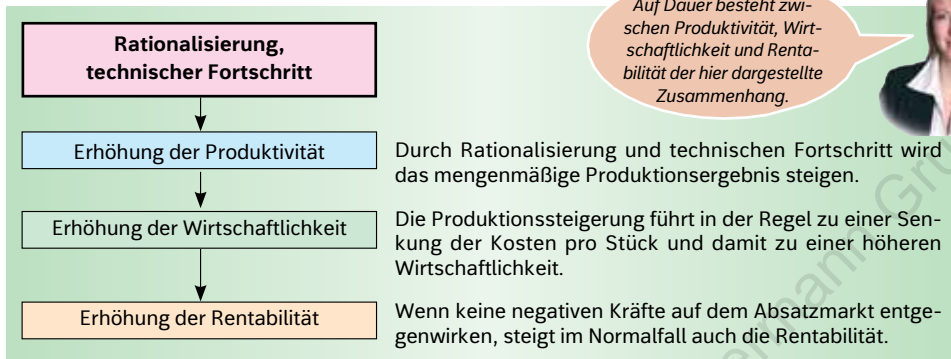 Auf Dauer besteht zwi-
schen Produktivität, Wirt-
schaftlichkeit und Renta-
bilität der hier dargestellte
Zusammenhang.
Rationalisierung,
technischer Fortschritt
Erhöhung der Produktivität
Durch Rationalisierung und technischen Fortschritt wird
das mengenmäßige Produktionsergebnis steigen.
Erhöhung der Wirtschaftlichkeit
Die Produktionssteigerung führt in der Regel zu einer Sen-
kung der Kosten pro Stück und damit zu einer höheren
Wirtschaftlichkeit.
Erhöhung der Rentabilität
Wenn keine negativen Kräfte auf dem Absatzmarkt entge-
genwirken, steigt im Normalfall auch die Rentabilität.